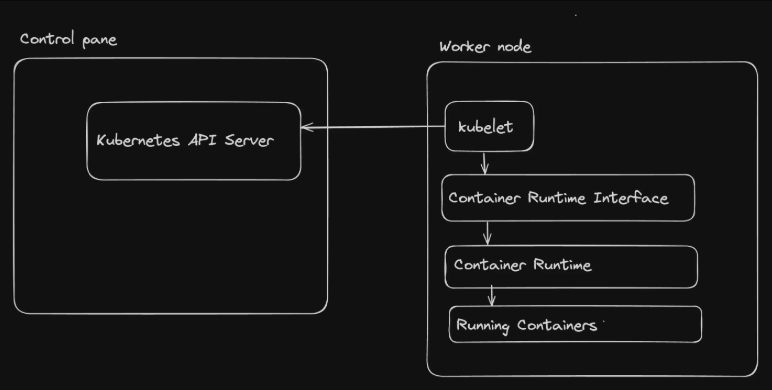 Control pane
Worker node
Kubernetes API Server
kubelet
Container Runtime Interface
Container Runtime
Running Containers